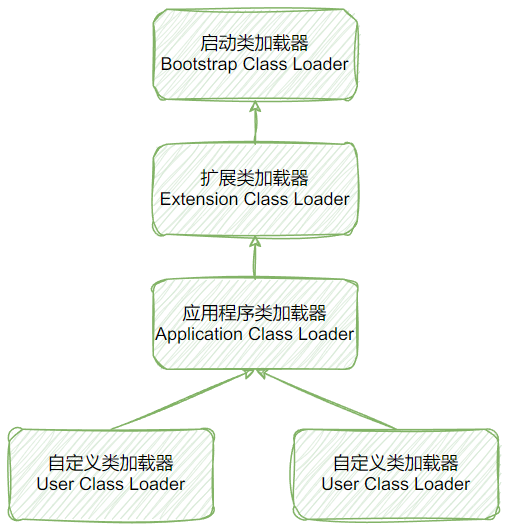 启动类加载器
Bootstrap Class Loader
扩展类加载器
Extension Class Loader
应用程序类加载器
Application Class Loader
自定义类加载器
User Class Loader
自定义类加载器
User Class Loader